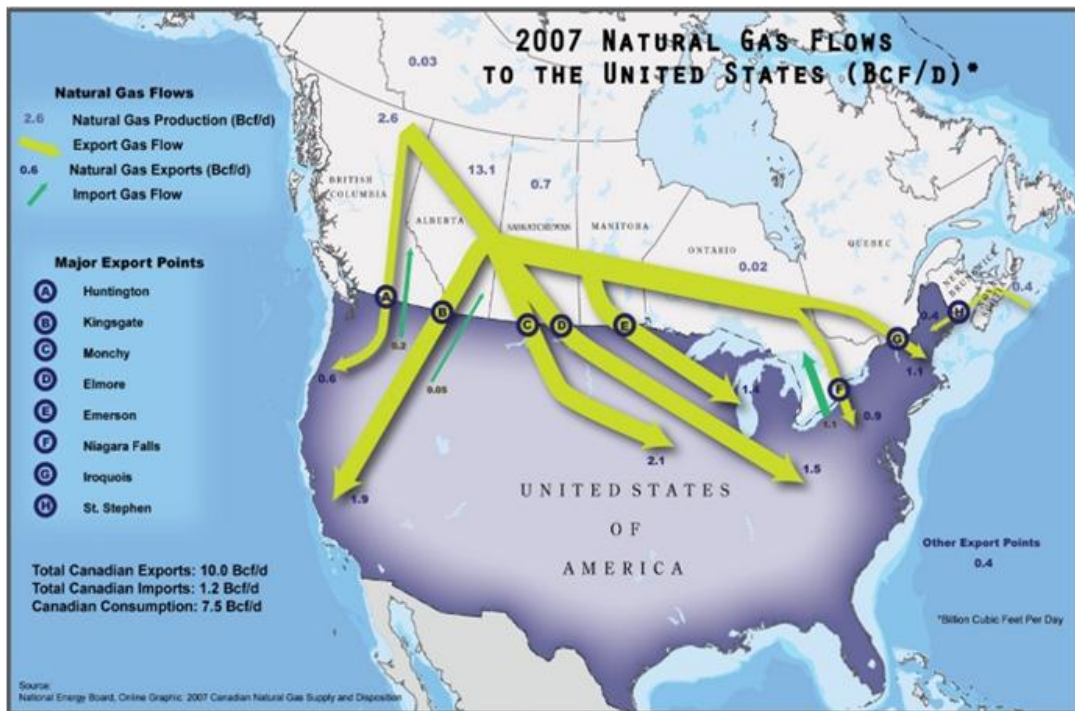 2007 NATURAL GAS FLOWS
TO THE UNITED STATES (BCF/D)*
Natural Gas Flows
2.6 Natural Gas Production (Bcf/d)
Export Gas Flow
0.6 Natural Gas Exports (Bcf/d)
Import Gas Flow
Major Export Points
A Huntington
B Kingsgate
C Monchy
D Elmore
E Emerson
F Niagara Falls
G Iroquois
H St. Stephen
Total Canadian Exports: 10.0 Bcf/d
Total Canadian Imports: 1.2 Bcf/d
Canadian Consumption: 7.5 Bcf/d
0.03
2.6
13.1
0.7
BRITISH
COLUMBIA
ALBERTA
SASKATCHEWAN
MANITOBA
ONTARIO
QUEBEC
NEW
BRUNSWICK
0.02
0.4
A
B
C
D
E
F
G
H
0.2
0.05
0.6
1.9
2.1
1.5
1.4
1.1
0.9
1.1
0.4
UNITED STATES
OF
AMERICA
Other Export Points
0.4
*Billion Cubic Feet Per Day
Source:
National Energy Board, Online Graphic: 2007 Canadian Natural Gas Supply and Disposition